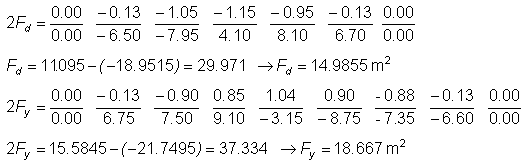 2F_d = 0.00/0.00 -0.13/-6.50 -1.05/-7.95 -1.15/4.10 -0.95/8.10 -0.13/6.70 0.00/0.00
F_d = 11095-(-18.9515) = 29.971 → F_d = 14.9855 m²
2F_y = 0.00/0.00 -0.13/6.75 -0.90/7.50 0.85/9.10 1.04/-3.15 0.90/-8.75 -0.88/-7.35 -0.13/-6.60 0.00/0.00
2F_y = 15.5845-(-21.7495) = 37.334 → F_y = 18.667 m²